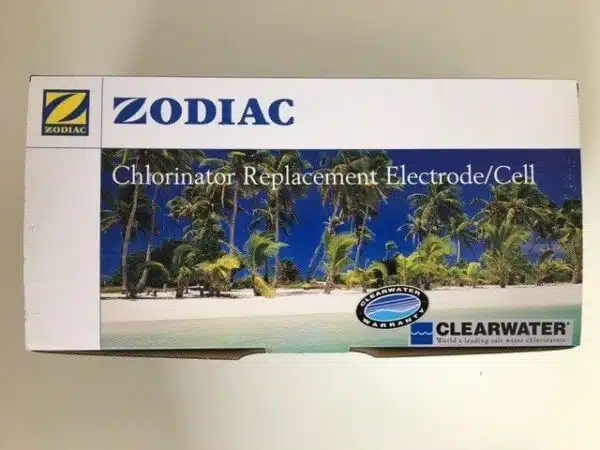 ZODIAC
ZODIAC
Chlorinator Replacement Electrode/Cell
CLEARWATER
WARRANTY
CLEARWATER®
World's leading salt water chlorinators